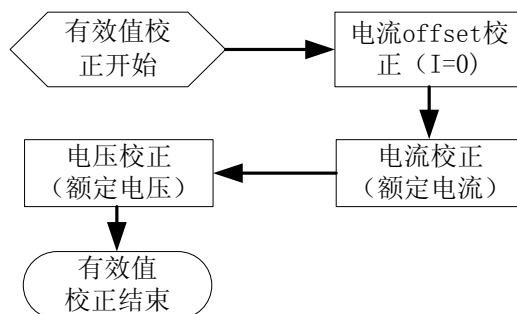 有效值校
正开始
电流offset校
正（I=0)
电流校正
（额定电流）
电压校正
（额定电压）
有效值
校正结束